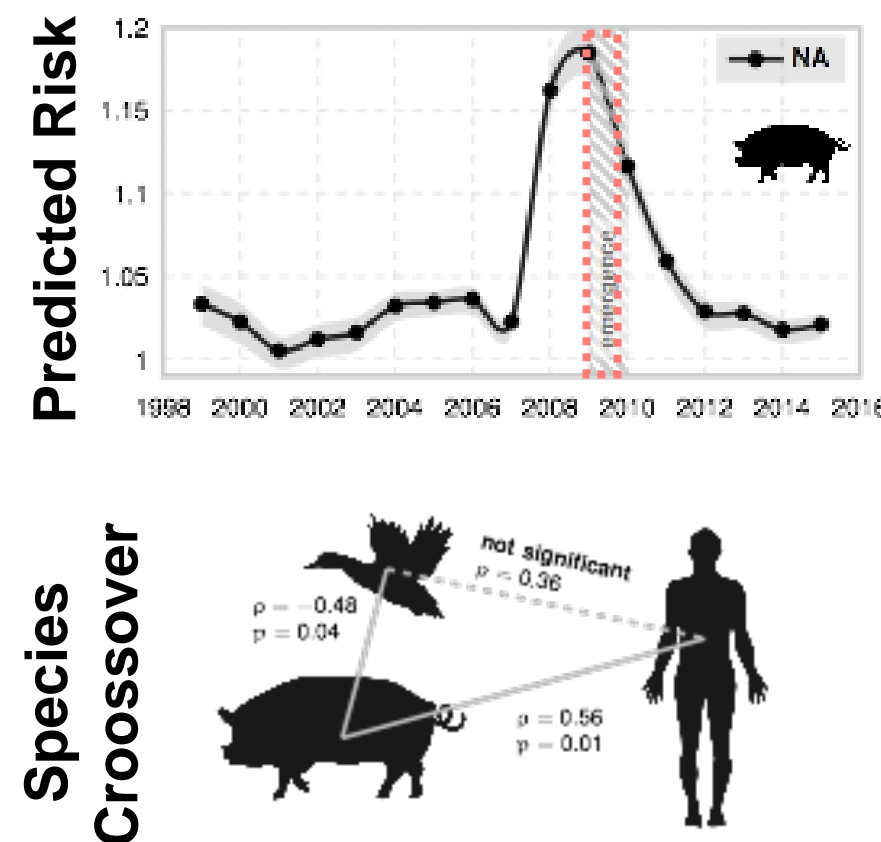 Predicted Risk
1.2
1.15
1.1
1.05
1
NA
emergence
1998 2000 2002 2004 2006 2008 2010 2012 2014 2016
Species
Croossover
not significant
p = 0.36
ρ = −0.48
p = 0.04
ρ = 0.56
p = 0.01